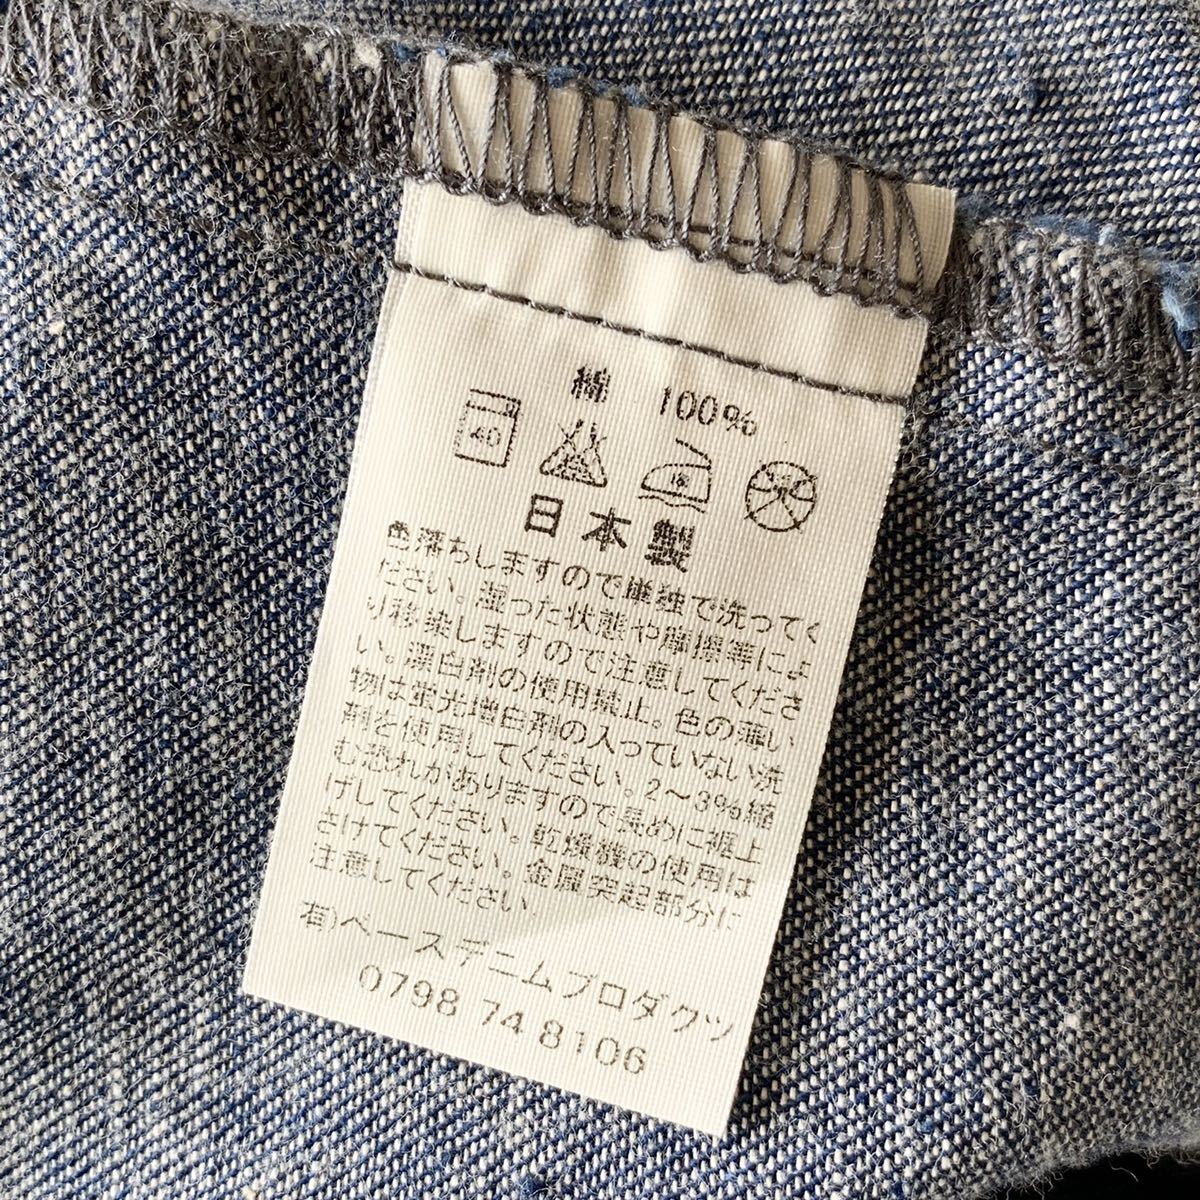 綿 100%
40
日本製
色落ちしますので単独で洗ってく
ださい。湿った状態や摩擦等によ
り移染しますので注意してくださ
い。漂白剤の使用禁止。色の薄い
物は蛍光増白剤の入っていない洗
剤を使用してください。2～3%縮
む恐れがありますので長めに裾上
げしてください。乾燥機の使用は
さけてください。金属突起部分に
注意してください.
有)ベースデニムプロダクツ
0798 74 8106